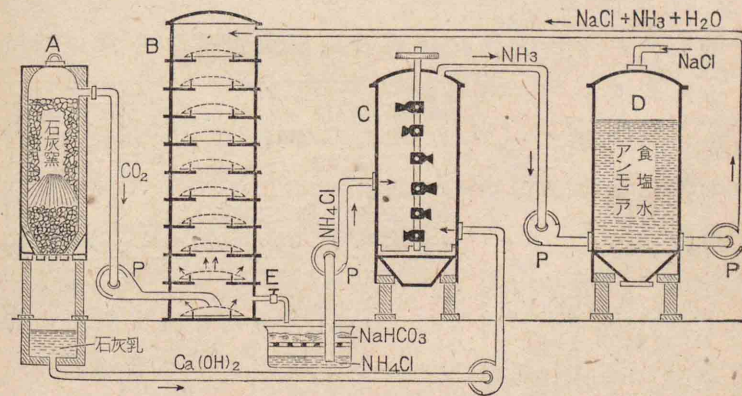 NaCl+NH3+H2O
A
B
NH3
NaCl
石灰窯
CO2
C
D
食塩水
アンモニア
NH4Cl
P
E
P
P
P
NaHCO3
NH4Cl
石灰乳
Ca(OH)2